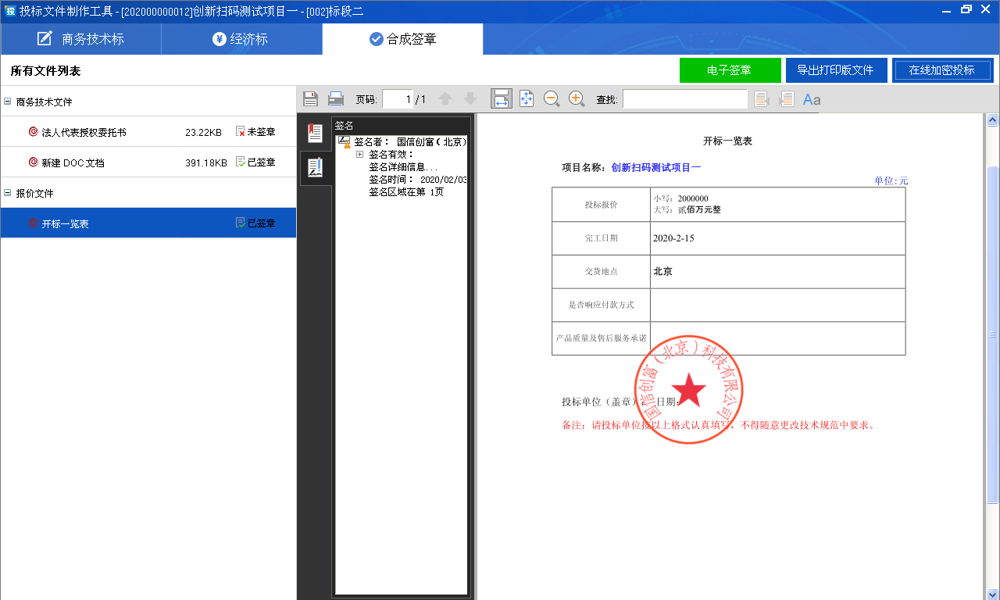 投标文件制作工具 - [202000000012]创新扫码测试项目一 - [002]标段二
商务技术标
经济标
合成签章
所有文件列表
电子签章
导出打印版文件
在线加密投标
商务技术文件
法人代表授权委托书 23.22KB 未签章
新建 DOC 文档 391.18KB 已签章
报价文件
开标一览表 已签章
页码: 1 / 1
查找:
Aa
签名
签名者： 国信创富（北京）
签名有效：
签名详细信息...
签名时间： 2020/02/03
签名区域在第 1页
开标一览表
项目名称：创新扫码测试项目一
单位:元
投标报价
小写：2000000
大写：贰佰万元整
完工日期 2020-2-15
交货地点 北京
是否响应付款方式
产品质量及售后服务承诺
国信创富（北京）科技有限公司
投标单位（盖章）： 日期:
备注：请投标单位按以上格式认真填写，不得随意更改技术规范中要求。